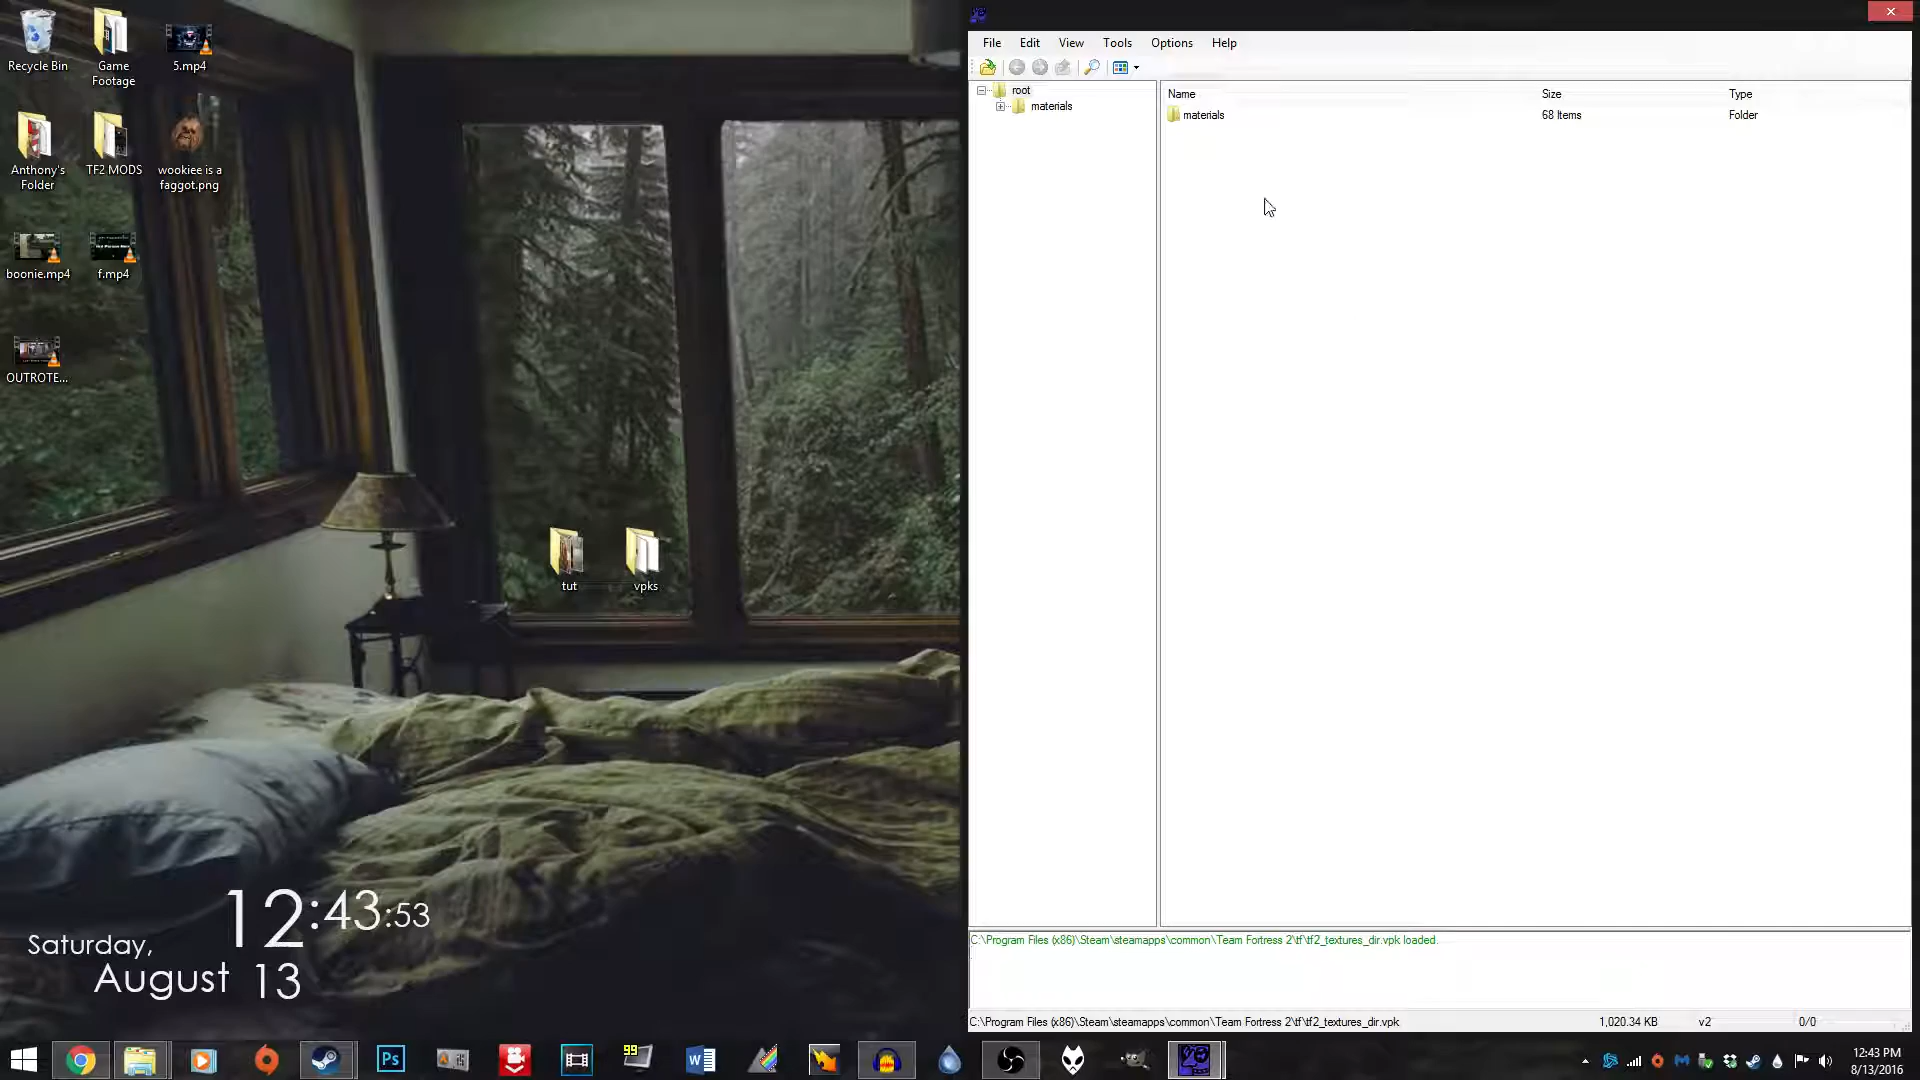 Recycle Bin
Game
Footage
5.mp4
Anthony's
Folder
TF2 MODS
wookiee is a
faggot.png
boonie.mp4
f.mp4
OUTROTE...
tut
vpks
12:43:53
Saturday,
August 13
File Edit View Tools Options Help
root
materials
Name Size Type
materials 68 Items Folder
C:\Program Files (x86)\Steam\steamapps\common\Team Fortress 2\tf\tf2_textures_dir.vpk loaded.
C:\Program Files (x86)\Steam\steamapps\common\Team Fortress 2\tf\tf2_textures_dir.vpk 1,020.34 KB v2 0/0
Ps
99
12:43 PM
8/13/2016